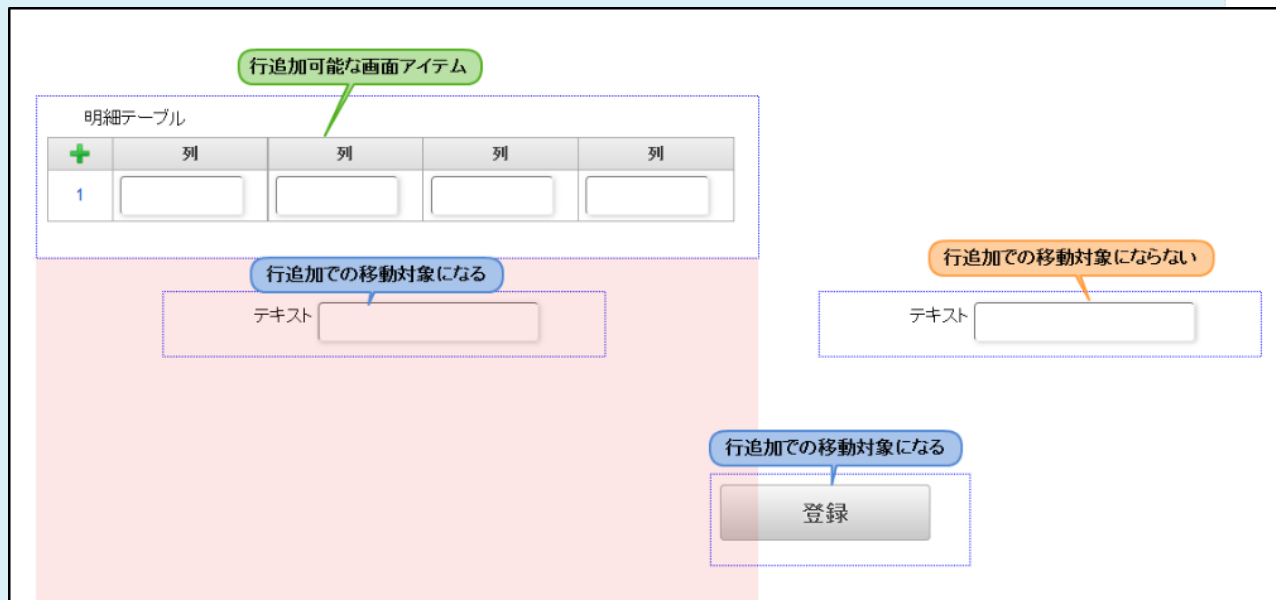 行追加可能な画面アイテム
明細テーブル
列 列 列 列
1
行追加での移動対象にならない
行追加での移動対象になる
テキスト
テキスト
行追加での移動対象になる
登録